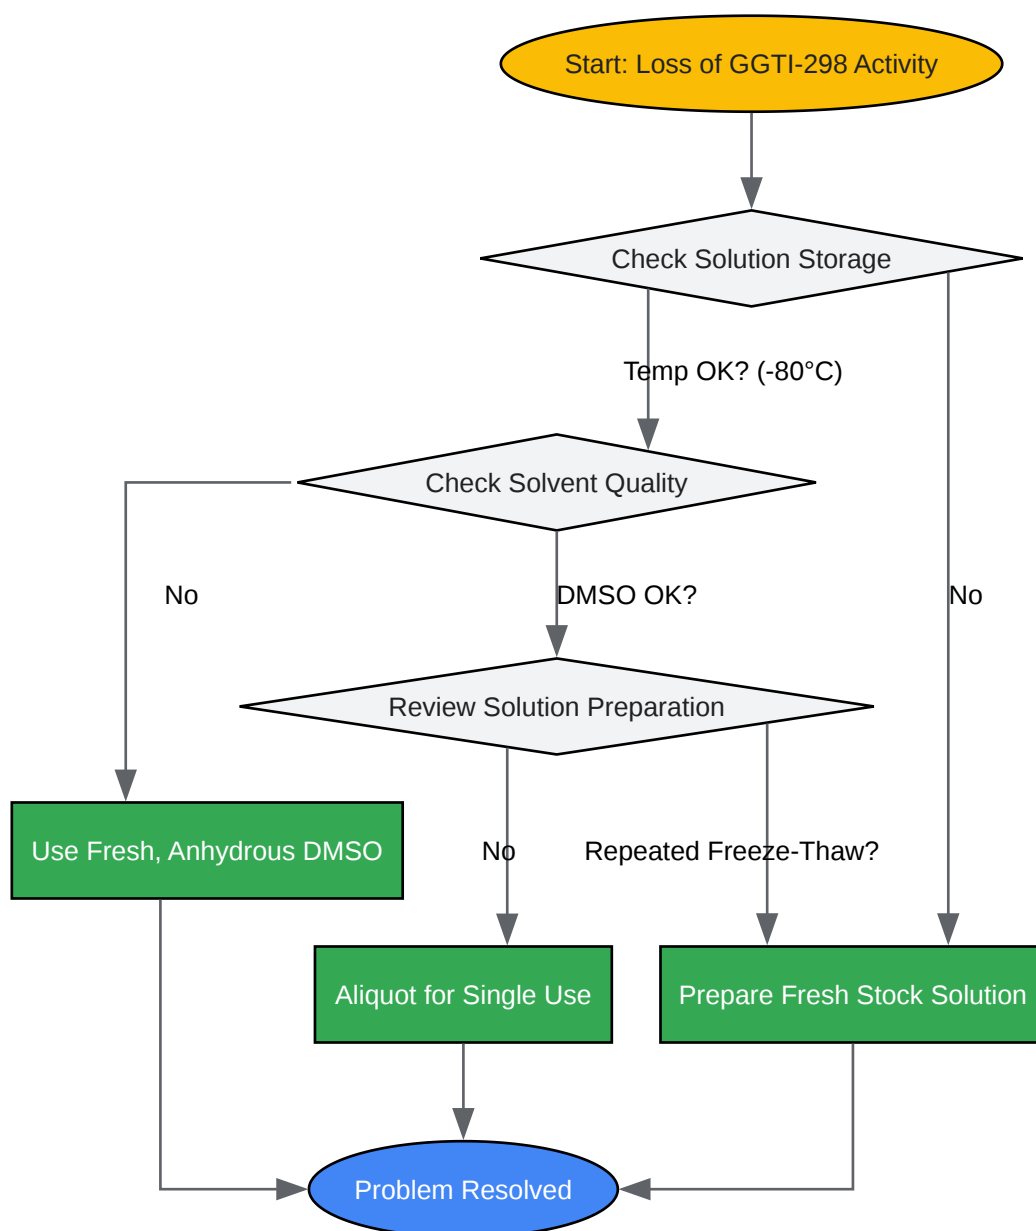 Start: Loss of GGTI-298 Activity
Check Solution Storage
Temp OK? (-80°C)
Check Solvent Quality
No
DMSO OK?
No
Review Solution Preparation
Use Fresh, Anhydrous DMSO
No
Repeated Freeze-Thaw?
Aliquot for Single Use
Prepare Fresh Stock Solution
Problem Resolved